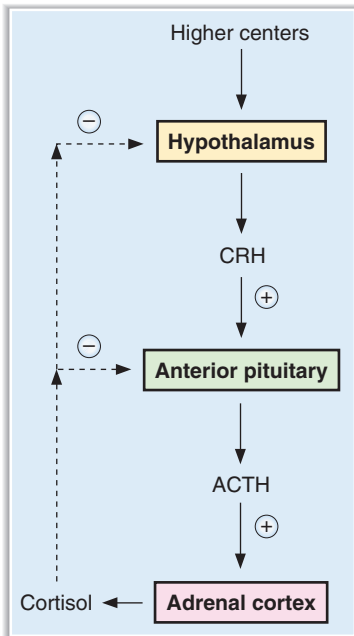 Higher centers
−
Hypothalamus
CRH
+
−
Anterior pituitary
ACTH
+
Cortisol
Adrenal cortex